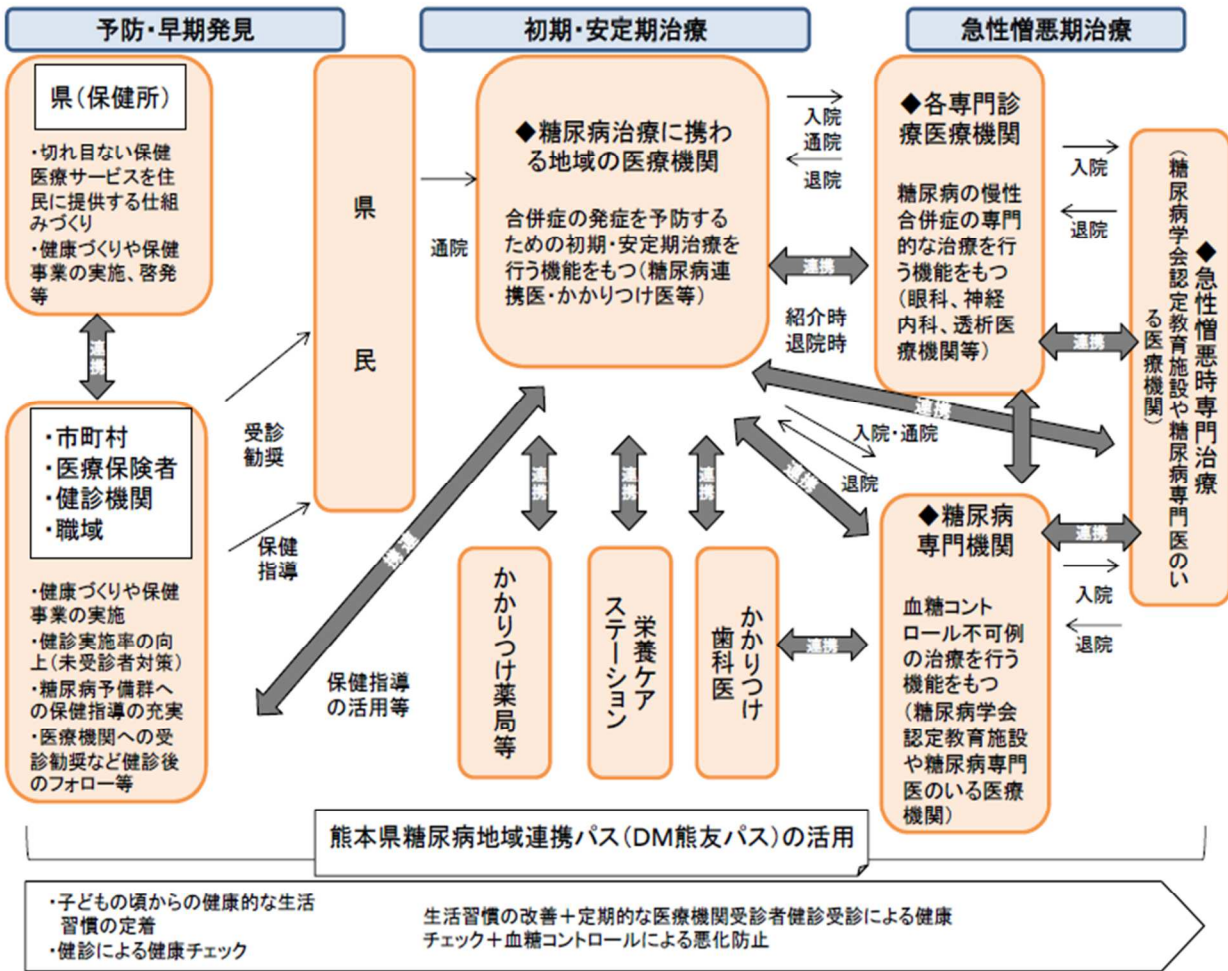 予防・早期発見
初期・安定期治療
急性憎悪期治療
県（保健所）
・切れ目ない保健
医療サービスを住
民に提供する仕組
みづくり
・健康づくりや保健
事業の実施、啓発
等
連携
・市町村
・医療保険者
・健診機関
・職域
・健康づくりや保健
事業の実施
・健診実施率の向
上（未受診者対策）
・糖尿病予備群へ
の保健指導の充実
・医療機関への受
診勧奨など健診後
のフォロー等
受診
勧奨
保健
指導
県
民
通院
◆糖尿病治療に携わ
る地域の医療機関
合併症の発症を予防する
ための初期・安定期治療を
行う機能をもつ（糖尿病連
携医・かかりつけ医等）
入院
通院
退院
連携
紹介時
退院時
◆各専門診
療医療機関
糖尿病の慢性
合併症の専門
的な治療を行
う機能をもつ
（眼科、神経
内科、透析医
療機関等）
入院
退院
連携
◆急性憎悪時専門治療
（糖尿病学会認定教育施設や糖尿病専門医のい
る医療機関）
連携
連携
入院・通院
退院
連携
保健指導
の活用等
連携
連携
連携
かかりつけ薬局等
栄養ケア
ステーション
かかりつけ
歯科医
連携
◆糖尿病
専門機関
血糖コント
ロール不可例
の治療を行う
機能をもつ
（糖尿病学会
認定教育施設
や糖尿病専門
医のいる医療
機関）
連携
入院
退院
熊本県糖尿病地域連携パス（DM熊友パス）の活用
・子どもの頃からの健康的な生活
習慣の定着
・健診による健康チェック
生活習慣の改善＋定期的な医療機関受診者健診受診による健康
チェック＋血糖コントロールによる悪化防止